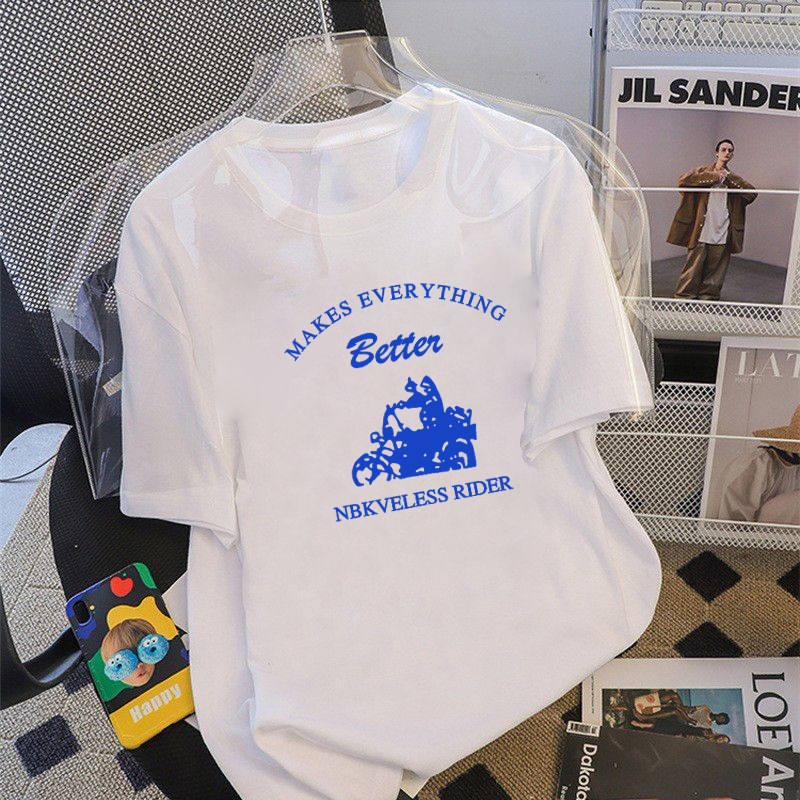 JIL SANDER
LAT
MAKES EVERYTHING
Better
NBKVELESS RIDER
Happy
LOE
Dakota